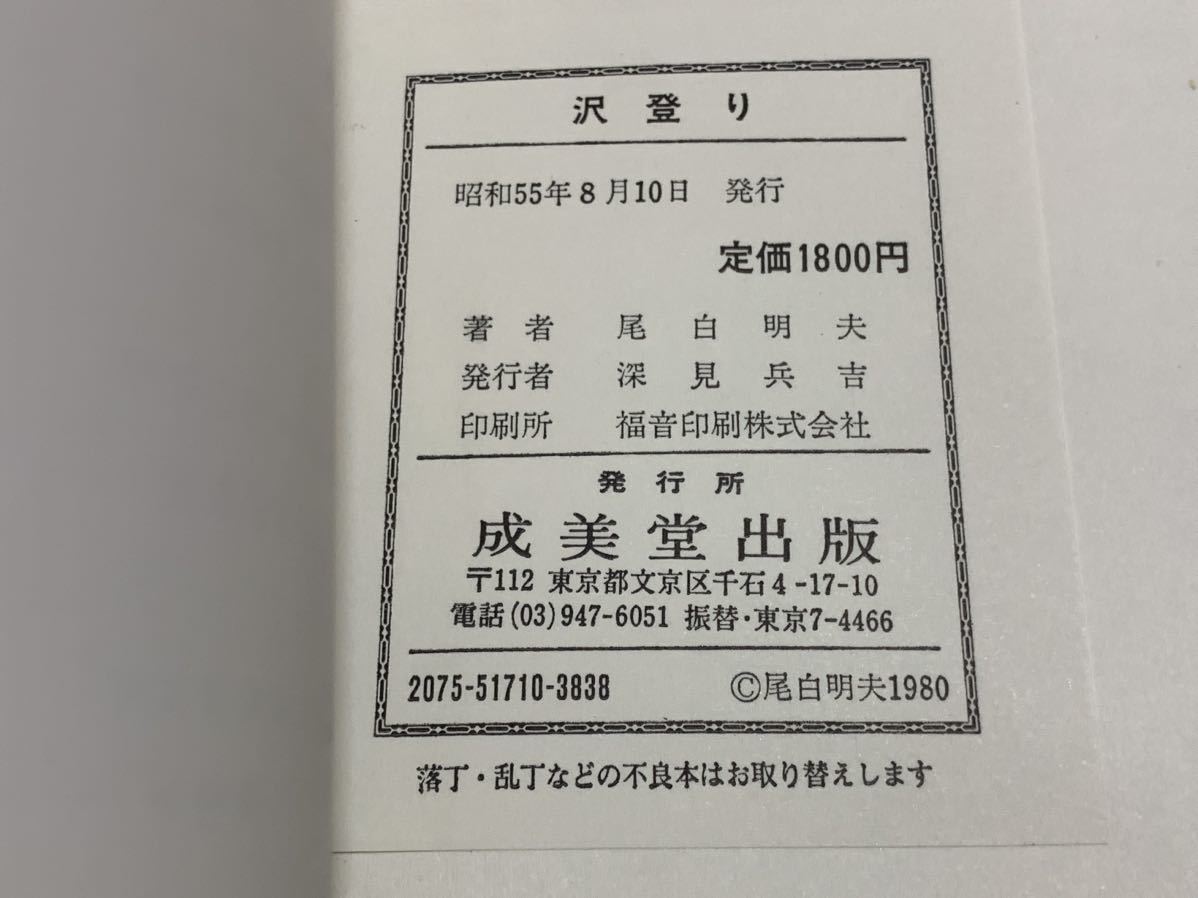 沢登り
昭和55年8月10日 発行
定価1800円
著者 尾白明夫
発行者 深見兵吉
印刷所 福音印刷株式会社
発行所
成美堂出版
〒112 東京都文京区千石4-17-10
電話(03)947-6051 振替・東京7-4466
2075-51710-3838 ©尾白明夫1980
落丁・乱丁などの不良本はお取り替えします